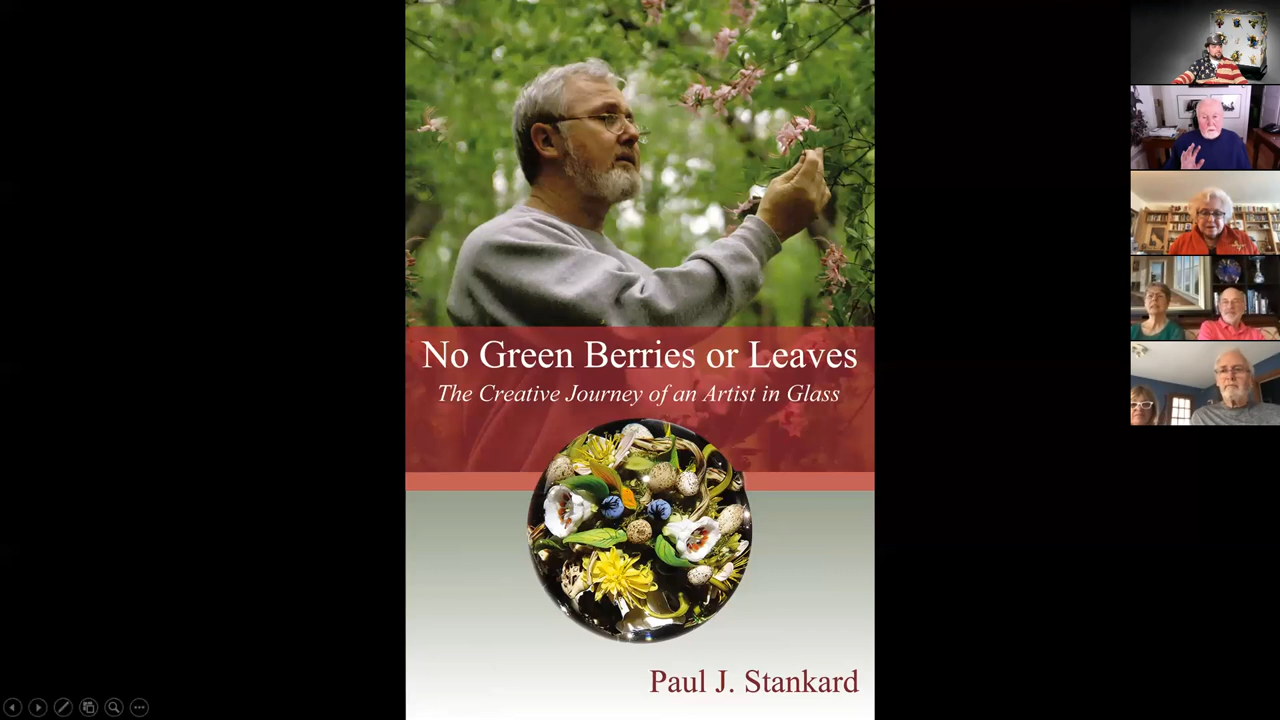 No Green Berries or Leaves
The Creative Journey of an Artist in Glass
Paul J. Stankard